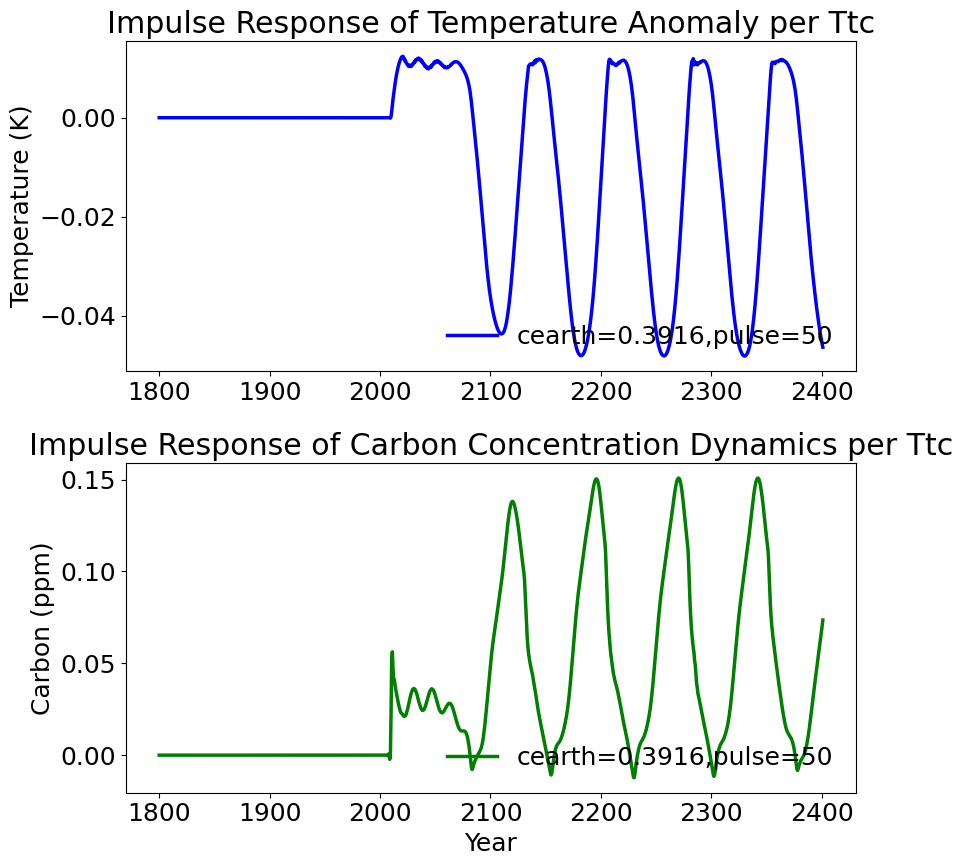 Impulse Response of Temperature Anomaly per Ttc
Temperature (K)
0.00
−0.02
−0.04
cearth=0.3916,pulse=50
1800 1900 2000 2100 2200 2300 2400
Impulse Response of Carbon Concentration Dynamics per Ttc
Carbon (ppm)
0.15
0.10
0.05
0.00
cearth=0.3916,pulse=50
1800 1900 2000 2100 2200 2300 2400
Year